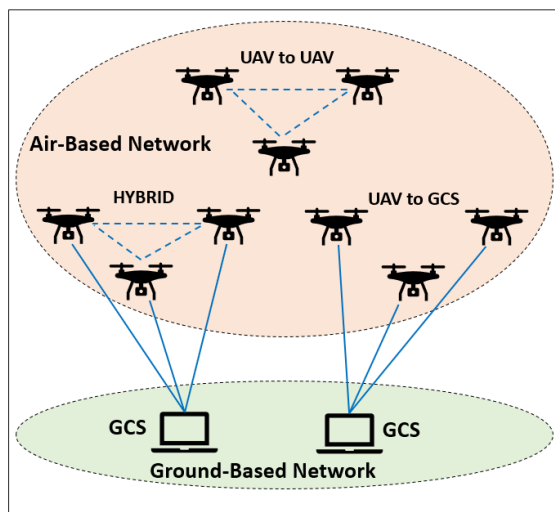 UAV to UAV
Air-Based Network
HYBRID
UAV to GCS
GCS
GCS
Ground-Based Network